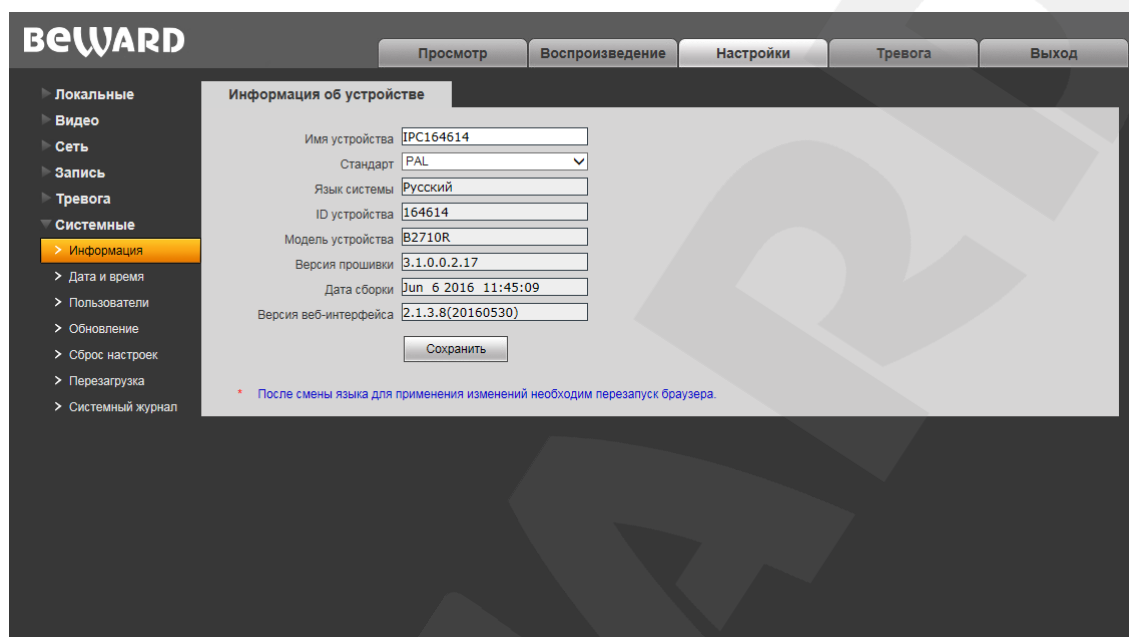 BEWARD
Просмотр
Воспроизведение
Настройки
Тревога
Выход
Локальные
Видео
Сеть
Запись
Тревога
Системные
Информация
Дата и время
Пользователи
Обновление
Сброс настроек
Перезагрузка
Системный журнал
Информация об устройстве
Имя устройства IPC164614
Стандарт PAL
Язык системы Русский
ID устройства 164614
Модель устройства B2710R
Версия прошивки 3.1.0.0.2.17
Дата сборки Jun 6 2016 11:45:09
Версия веб-интерфейса 2.1.3.8(20160530)
Сохранить
* После смены языка для применения изменений необходим перезапуск браузера.